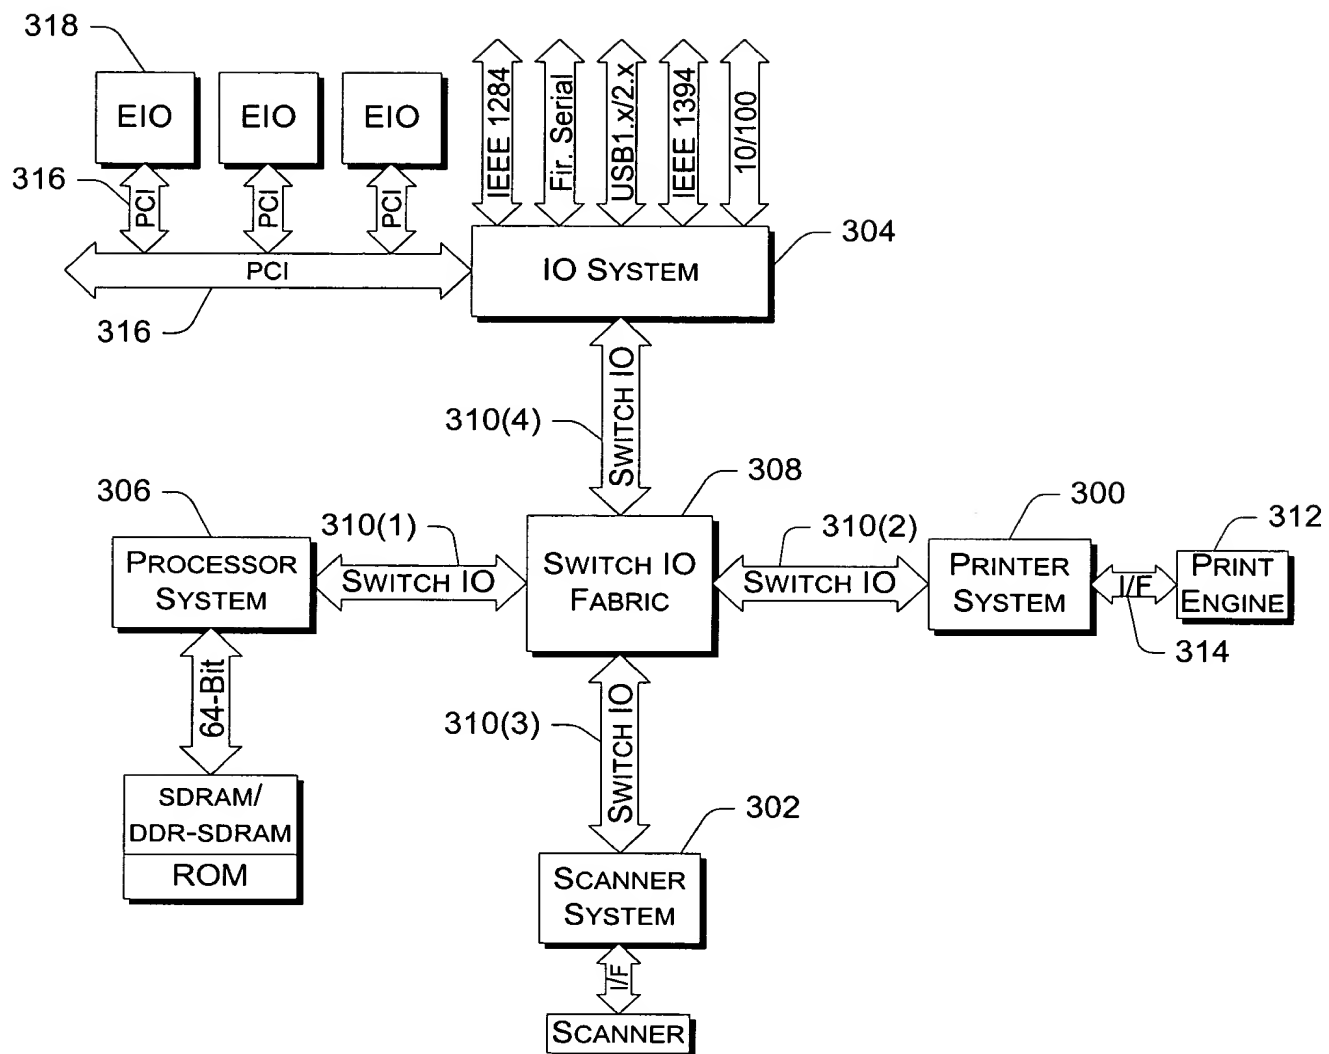 318
EIO
EIO
EIO
IEEE 1284
Fir. Serial
USB1.x/2.x
IEEE 1394
10/100
316
PCI
PCI
PCI
PCI
316
IO SYSTEM
304
310(4)
SWITCH IO
306
PROCESSOR
SYSTEM
310(1)
SWITCH IO
308
SWITCH IO
FABRIC
310(2)
SWITCH IO
300
PRINTER
SYSTEM
I/F
314
312
PRINT
ENGINE
64-Bit
SDRAM/
DDR-SDRAM
ROM
310(3)
SWITCH IO
302
SCANNER
SYSTEM
I/F
SCANNER